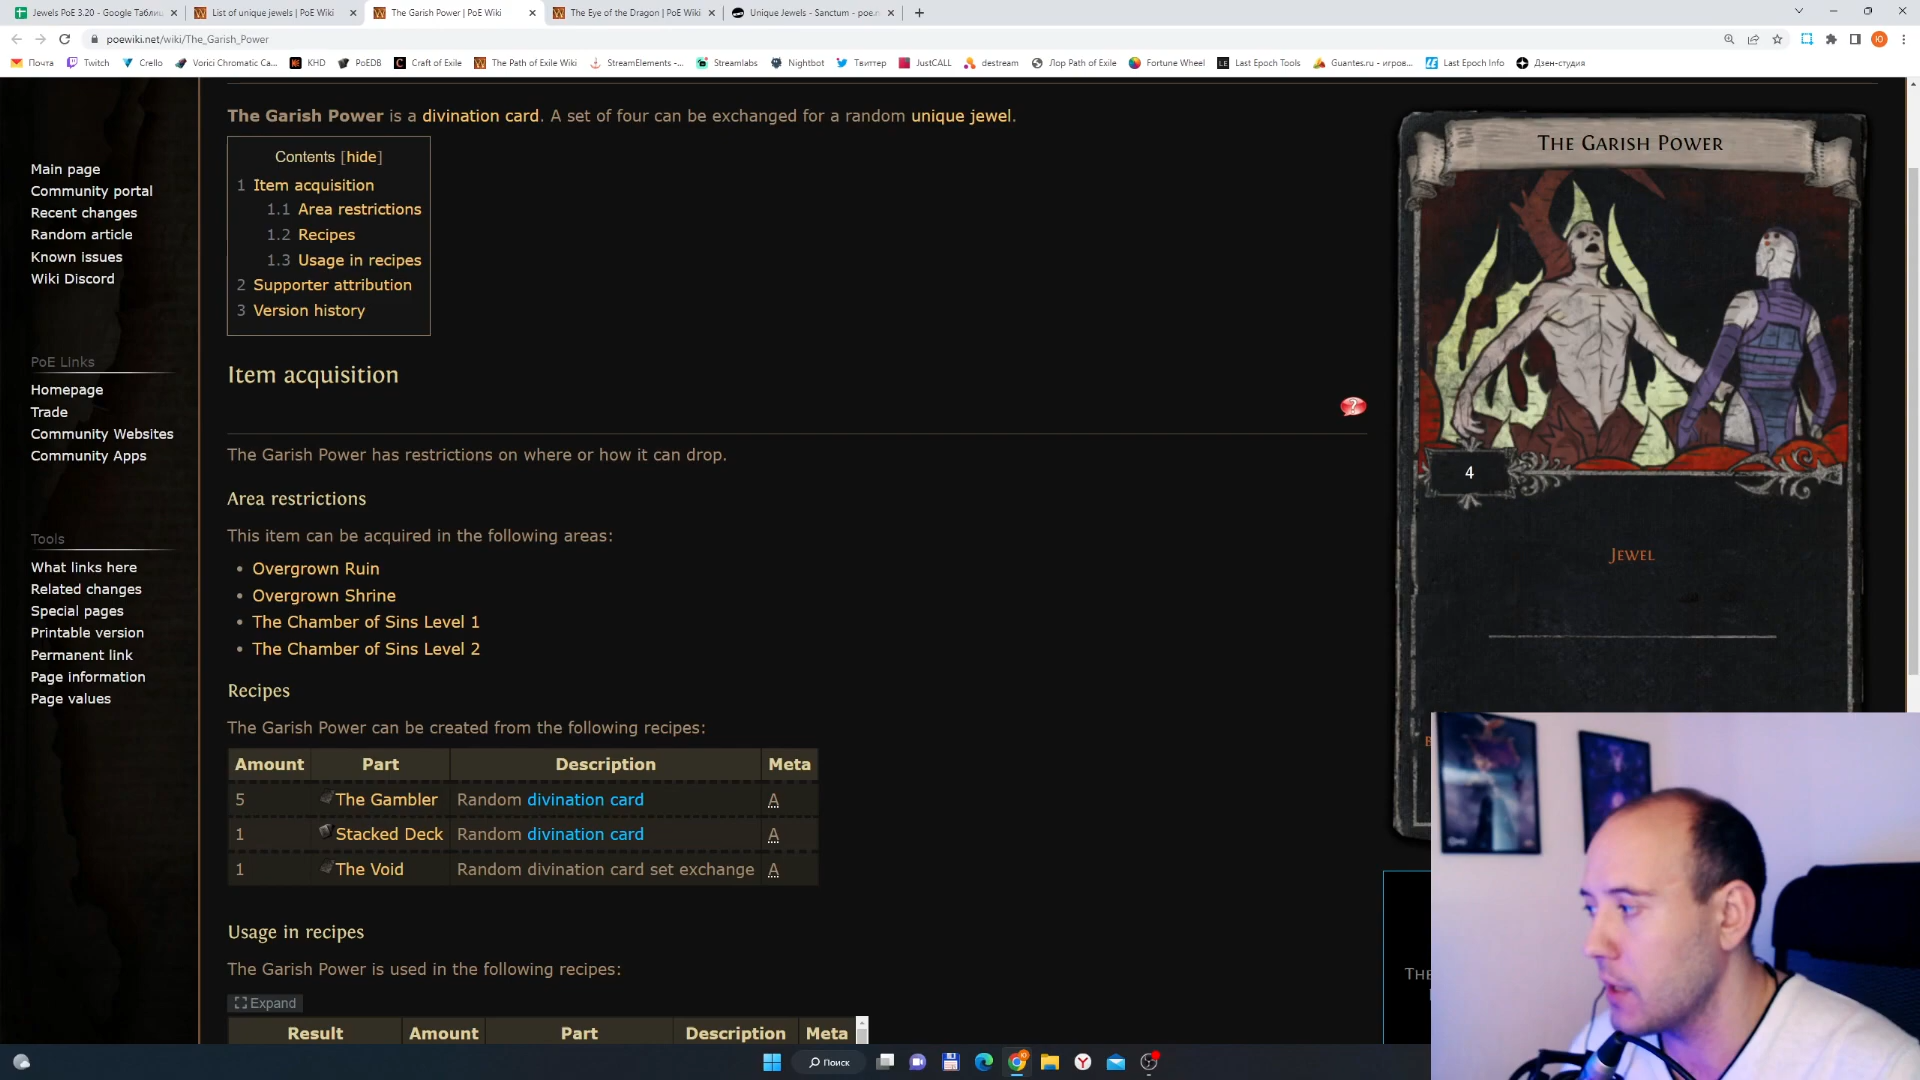 Jewels PoE 3.20 - Google Таблиц
List of unique jewels | PoE Wiki
The Garish Power | PoE Wiki
The Eye of the Dragon | PoE Wiki
Unique Jewels - Sanctum - poe.n
poewiki.net/wiki/The_Garish_Power
Почта
Twitch
Crello
Vorici Chromatic Ca...
KHD
PoEDB
Craft of Exile
The Path of Exile Wiki
StreamElements -...
Streamlabs
Nightbot
Твиттер
JustCALL
destream
Лор Path of Exile
Fortune Wheel
Last Epoch Tools
Guantes.ru - игров...
Last Epoch Info
Дзен-студия
Main page
Community portal
Recent changes
Random article
Known issues
Wiki Discord
PoE Links
Homepage
Trade
Community Websites
Community Apps
Tools
What links here
Related changes
Special pages
Printable version
Permanent link
Page information
Page values
The Garish Power is a divination card. A set of four can be exchanged for a random unique jewel.
Contents [hide]
1 Item acquisition
1.1 Area restrictions
1.2 Recipes
1.3 Usage in recipes
2 Supporter attribution
3 Version history
Item acquisition
The Garish Power has restrictions on where or how it can drop.
Area restrictions
This item can be acquired in the following areas:
• Overgrown Ruin
• Overgrown Shrine
• The Chamber of Sins Level 1
• The Chamber of Sins Level 2
Recipes
The Garish Power can be created from the following recipes:
Amount Part Description Meta
5 The Gambler Random divination card A
1 Stacked Deck Random divination card A
1 The Void Random divination card set exchange A
Usage in recipes
The Garish Power is used in the following recipes:
Expand
Result Amount Part Description Meta
The Garish Power
4
Jewel
The
Поиск